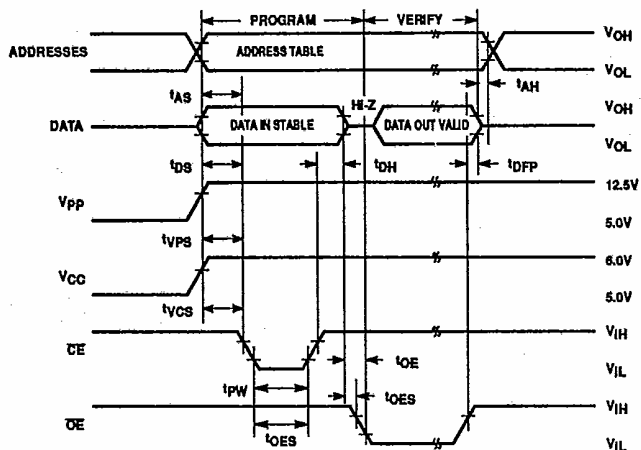 PROGRAM VERIFY
ADDRESSES ADDRESS TABLE VOH
VOL
tAS tAH
HI-Z VOH
DATA DATA IN STABLE DATA OUT VALID
VOL
tDS tDH tDFP
12.5V
VPP
5.0V
tVPS
6.0V
VCC
5.0V
tVCS
CE VIH
tOE
VIL
tPW tOES
OE VIH
tOES
VIL